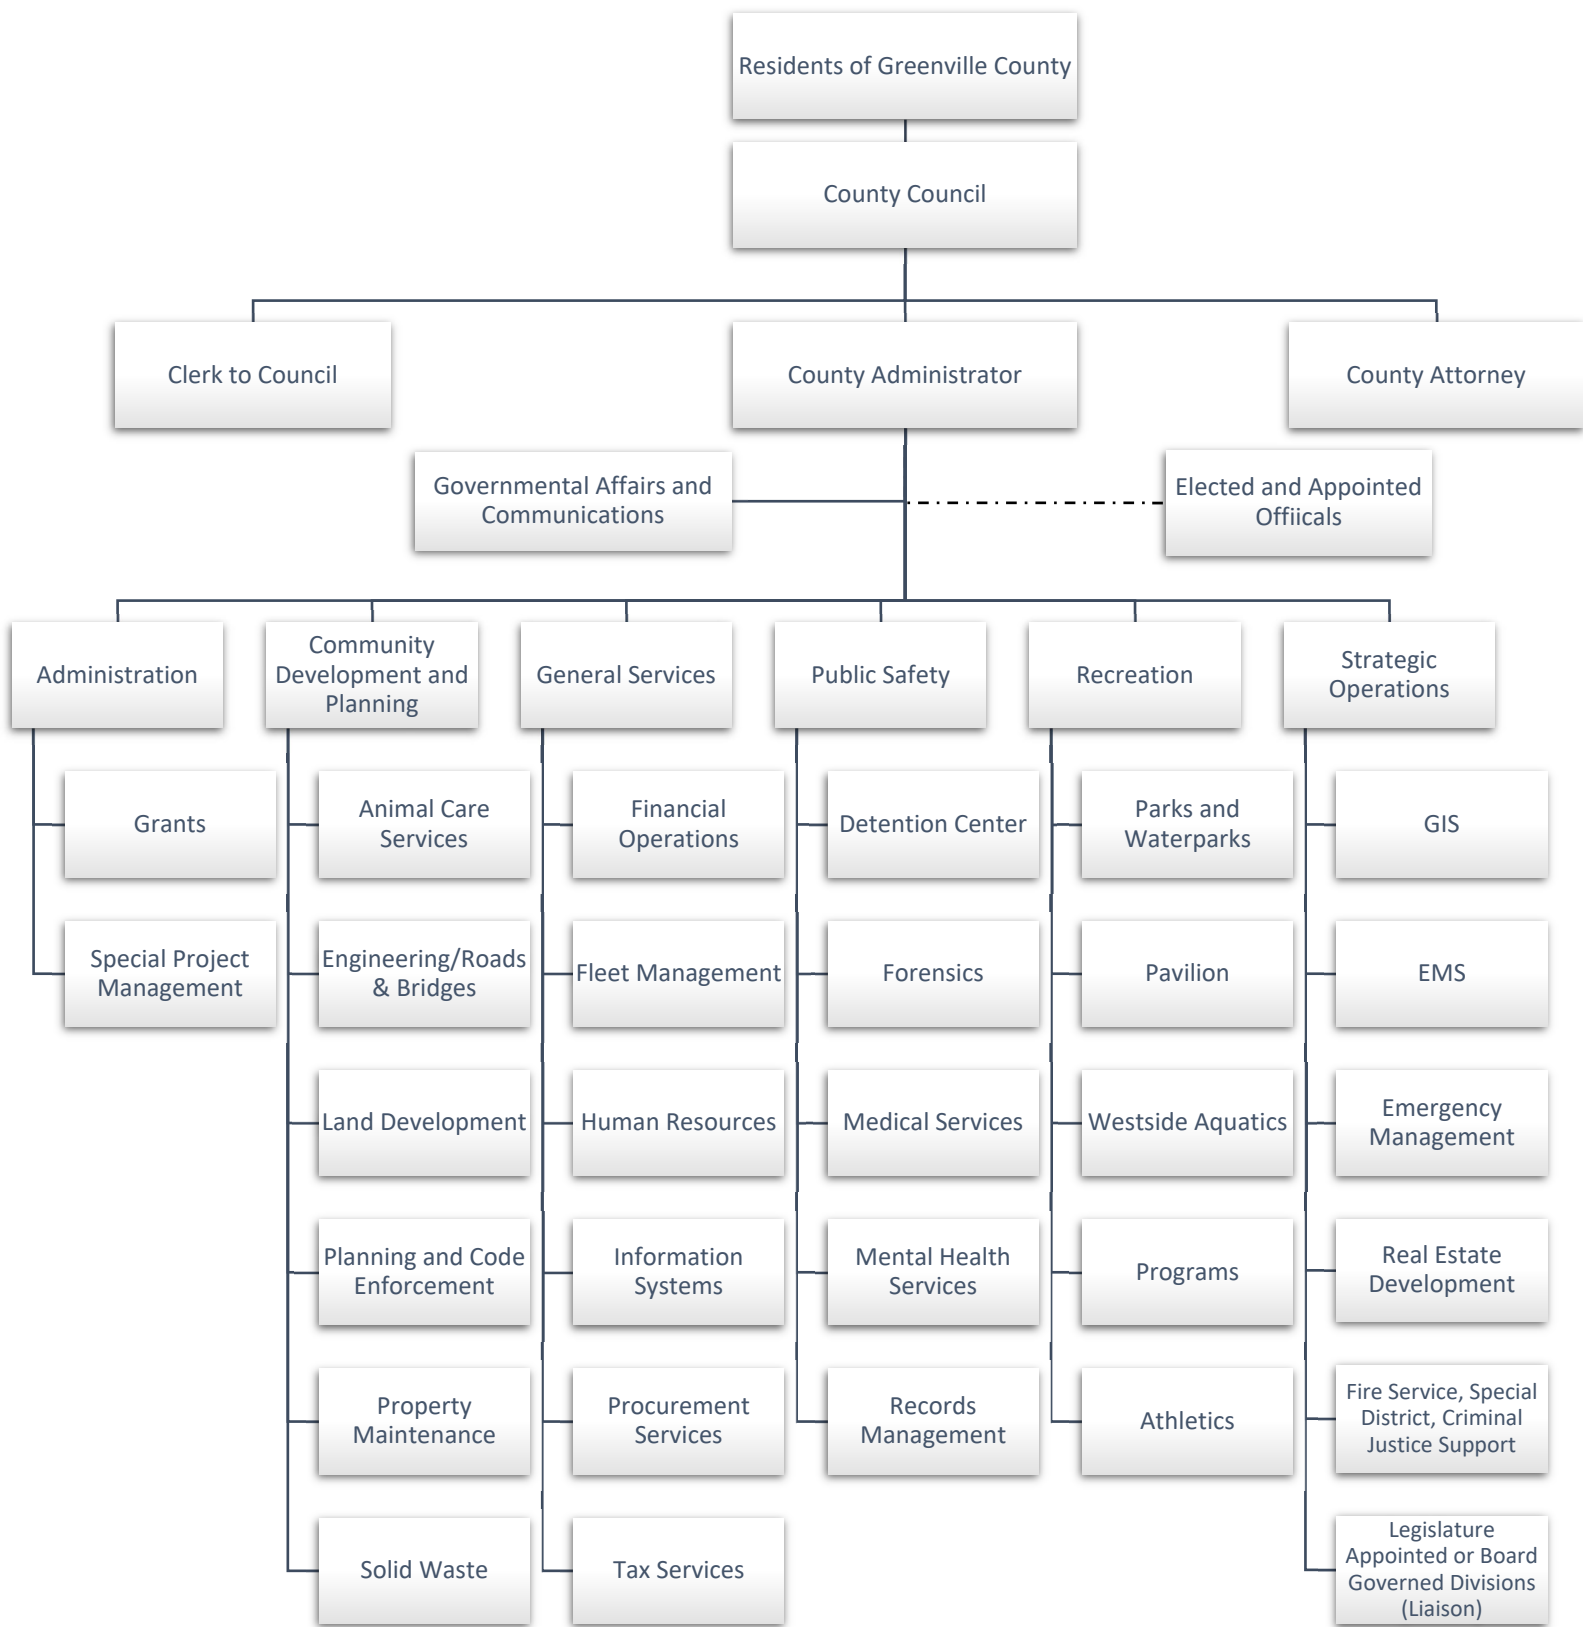 Residents of Greenville County
County Council
Clerk to Council
County Administrator
County Attorney
Governmental Affairs and
Communications
Elected and Appointed
Offiicals
Administration
Community
Development and
Planning
General Services
Public Safety
Recreation
Strategic
Operations
Grants
Animal Care
Services
Financial
Operations
Detention Center
Parks and
Waterparks
GIS
Special Project
Management
Engineering/Roads
& Bridges
Fleet Management
Forensics
Pavilion
EMS
Land Development
Human Resources
Medical Services
Westside Aquatics
Emergency
Management
Planning and Code
Enforcement
Information
Systems
Mental Health
Services
Programs
Real Estate
Development
Property
Maintenance
Procurement
Services
Records
Management
Athletics
Fire Service, Special
District, Criminal
Justice Support
Solid Waste
Tax Services
Legislature
Appointed or Board
Governed Divisions
(Liaison)